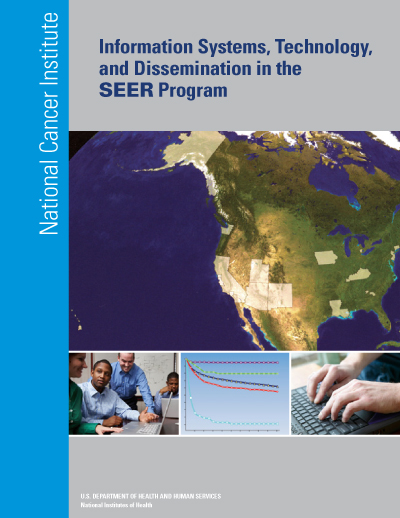 National Cancer Institute
Information Systems, Technology,
and Dissemination in the
SEER Program
U.S. DEPARTMENT OF HEALTH AND HUMAN SERVICES
National Institutes of Health